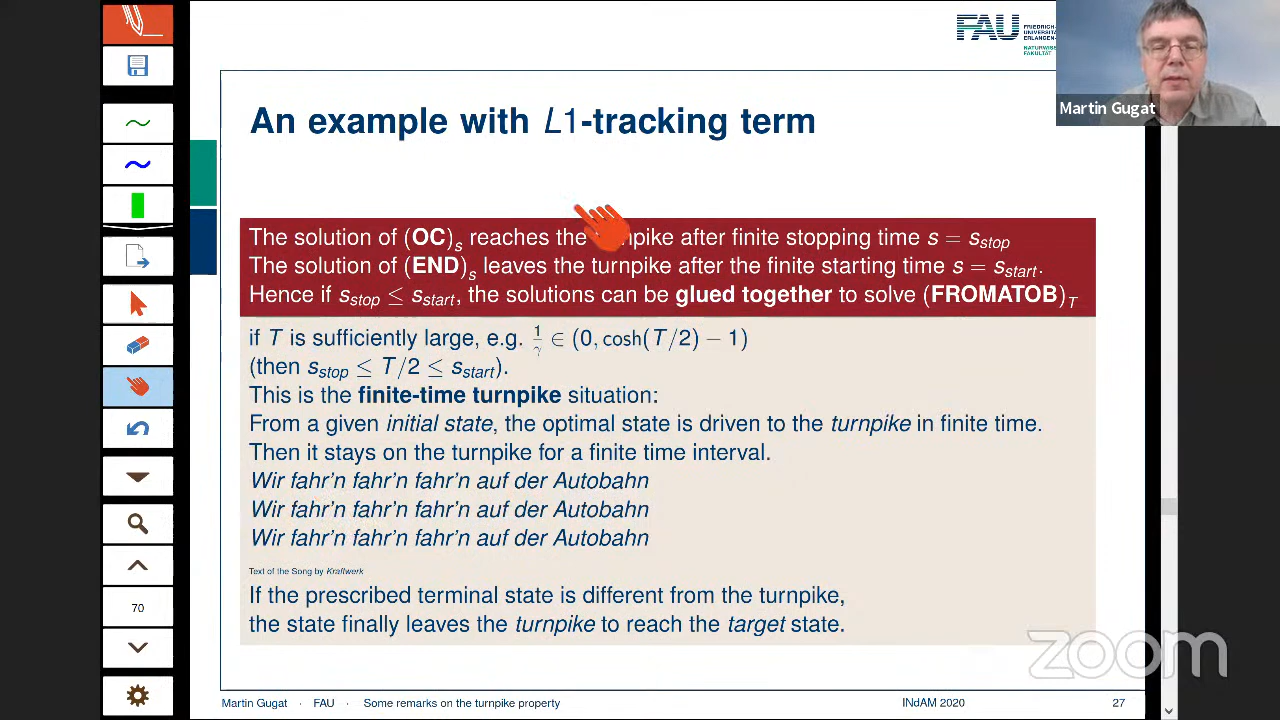 FAU
FRIEDRICH-
UNIVERSITÄ
ERLANGEN-
NATURWISS
FAKULTÄT
Martin Gugat
An example with L1-tracking term
The solution of (OC)s reaches the turnpike after finite stopping time s = sstop
The solution of (END)s leaves the turnpike after the finite starting time s = sstart.
Hence if sstop ≤ sstart, the solutions can be glued together to solve (FROMATOB)T
if T is sufficiently large, e.g. 1/γ ∈ (0, cosh(T/2) − 1)
(then sstop ≤ T/2 ≤ sstart).
This is the finite-time turnpike situation:
From a given initial state, the optimal state is driven to the turnpike in finite time.
Then it stays on the turnpike for a finite time interval.
Wir fahr'n fahr'n fahr'n auf der Autobahn
Wir fahr'n fahr'n fahr'n auf der Autobahn
Wir fahr'n fahr'n fahr'n auf der Autobahn
Text of the Song by Kraftwerk
If the prescribed terminal state is different from the turnpike,
the state finally leaves the turnpike to reach the target state.
70
zoom
Martin Gugat · FAU · Some remarks on the turnpike property INdAM 2020 27